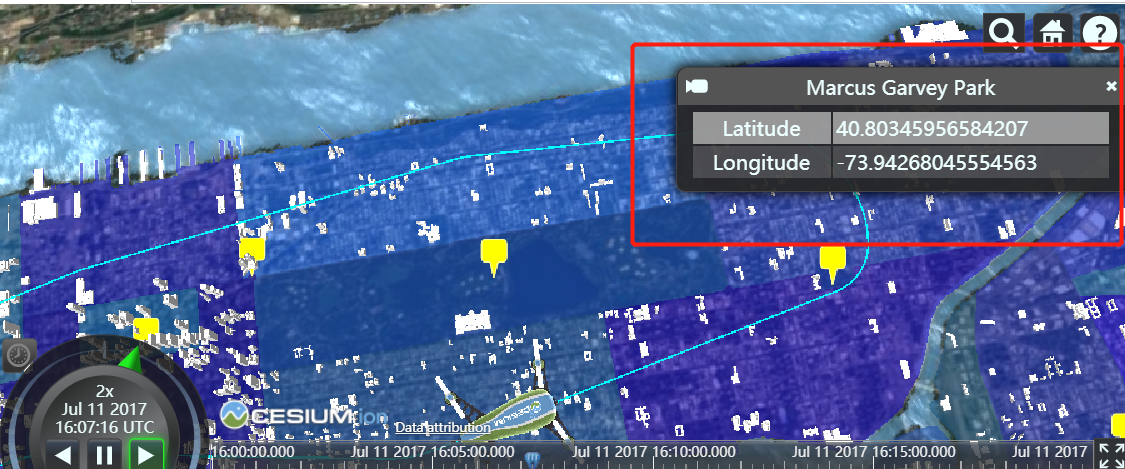 ?
Marcus Garvey Park
Latitude 40.80345956584207
Longitude -73.94268045554563
2x
Jul 11 2017
16:07:16 UTC
CESIUM ion
Data attribution
16:00:00.000 Jul 11 2017 16:05:00.000 Jul 11 2017 16:10:00.000 Jul 11 2017 16:15:00.000 Jul 11 2017